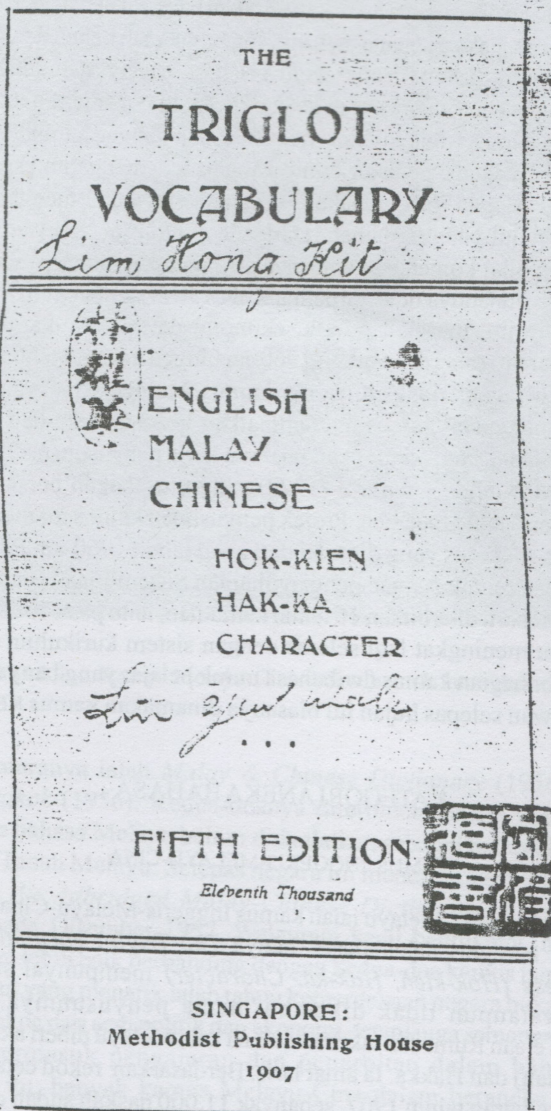 THE
TRIGLOT
VOCABULARY
Lim Hong Kit
ENGLISH
MALAY
CHINESE
HOK-KIEN
HAK-KA
CHARACTER
...
FIFTH EDITION
Eleventh Thousand
SINGAPORE:
Methodist Publishing House
1907